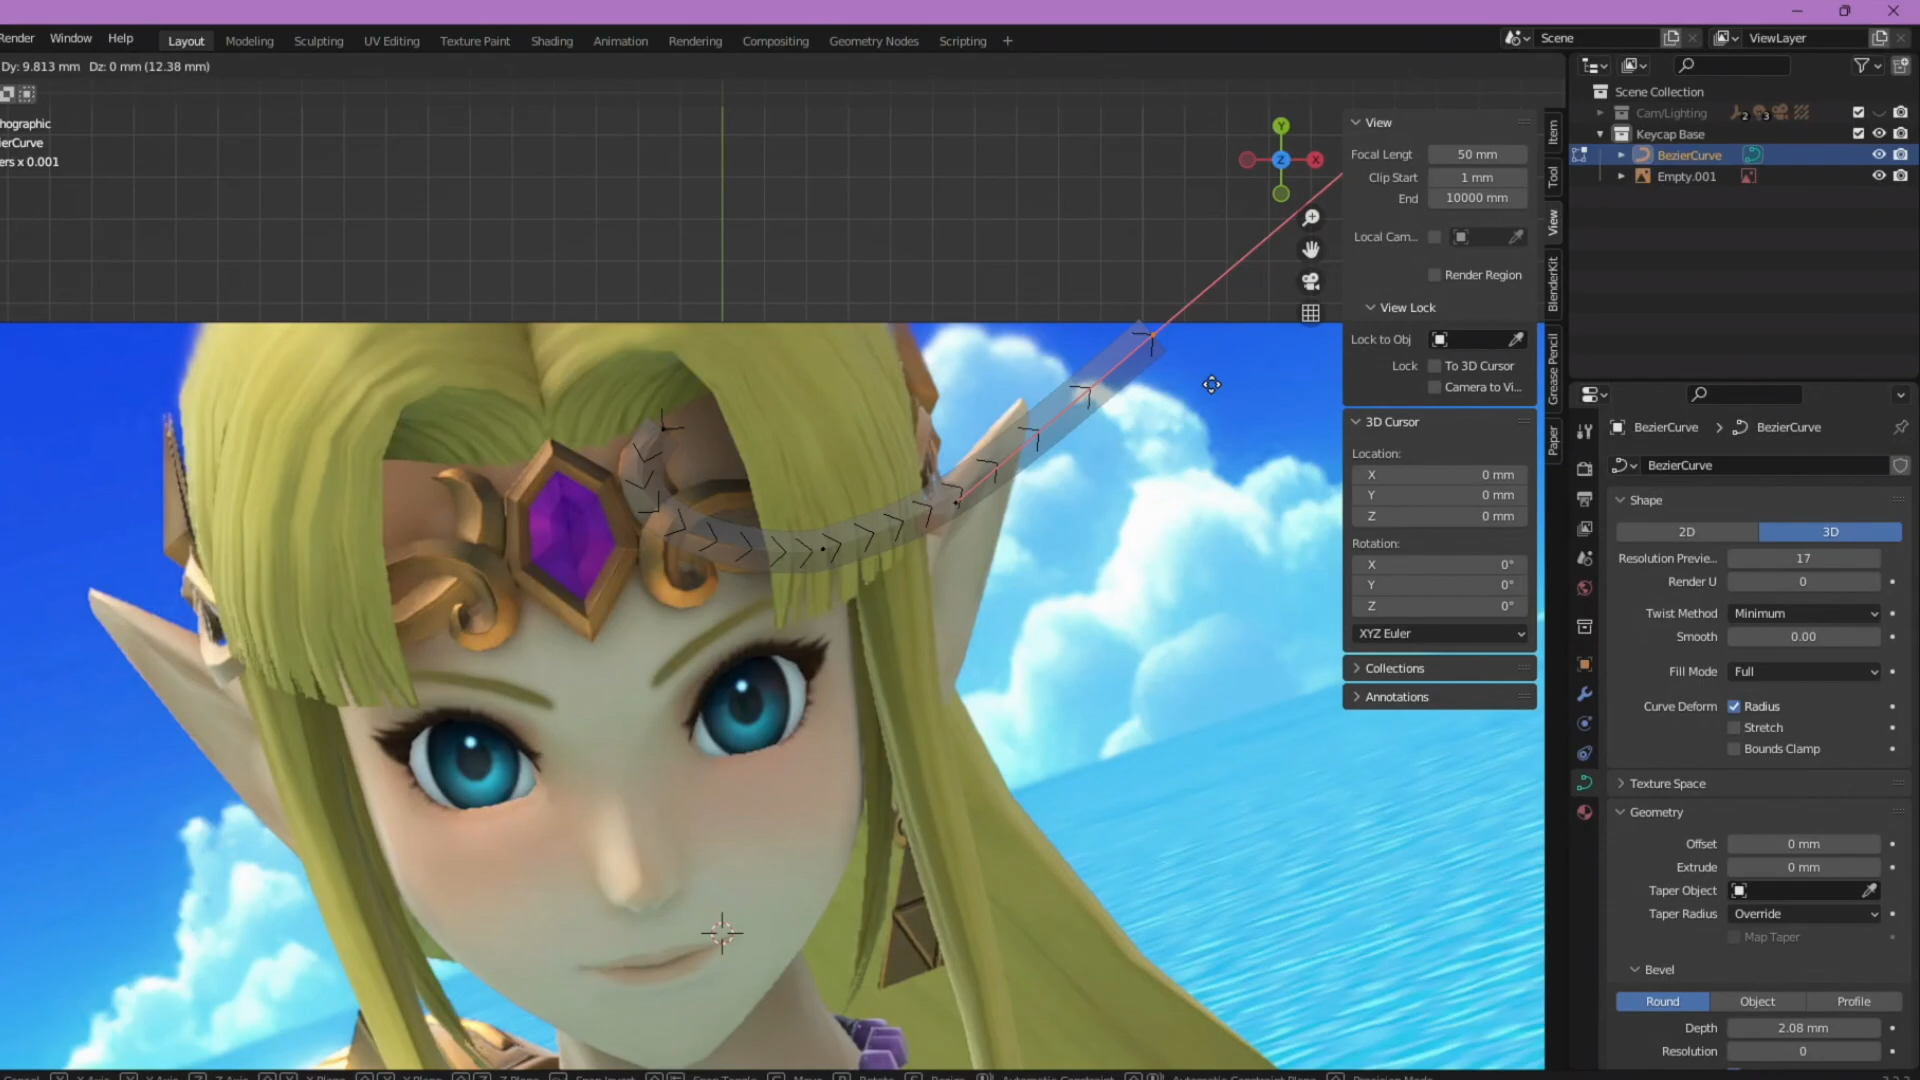 Render Window Help Layout Modeling Sculpting UV Editing Texture Paint Shading Animation Rendering Compositing Geometry Nodes Scripting + Scene ViewLayer
Dy: 9.813 mm Dz: 0 mm (12.38 mm)
hographic
ierCurve
ers x 0.001
Y
X
Z
View
Focal Lengt 50 mm
Clip Start 1 mm
End 10000 mm
Local Cam...
Render Region
View Lock
Lock to Obj
Lock To 3D Cursor
Camera to Vi...
3D Cursor
Location:
X 0 mm
Y 0 mm
Z 0 mm
Rotation:
X 0°
Y 0°
Z 0°
XYZ Euler
Collections
Annotations
Item
Tool
View
BlenderKit
Grease Pencil
Paper
Scene Collection
Cam/Lighting 2 3
Keycap Base
BezierCurve
Empty.001
BezierCurve > BezierCurve
BezierCurve
Shape
2D 3D
Resolution Previe... 17
Render U 0
Twist Method Minimum
Smooth 0.00
Fill Mode Full
Curve Deform Radius
Stretch
Bounds Clamp
Texture Space
Geometry
Offset 0 mm
Extrude 0 mm
Taper Object
Taper Radius Override
Map Taper
Bevel
Round Object Profile
Depth 2.08 mm
Resolution 0